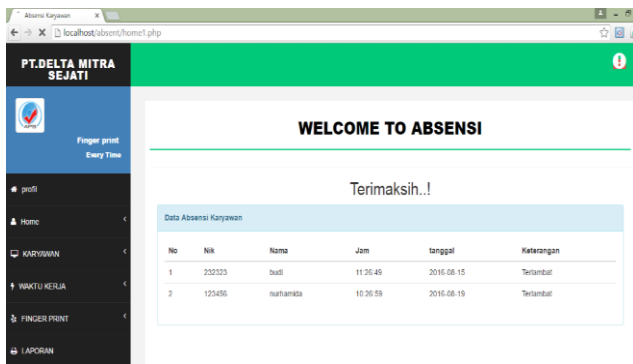 Absensi Karyawan
localhost/absent/home1.php
PT.DELTA MITRA
SEJATI
Finger print
Every Time
profil
Home
KARYAWAN
WAKTU KERJA
FINGER PRINT
LAPORAN
WELCOME TO ABSENSI
Terimaksih..!
Data Absensi Karyawan
No Nik Nama Jam tanggal Keterangan
1 232323 budi 11:26:49 2016-08-15 Terlambat
2 123456 nurhamida 10:26:59 2016-08-19 Terlambat